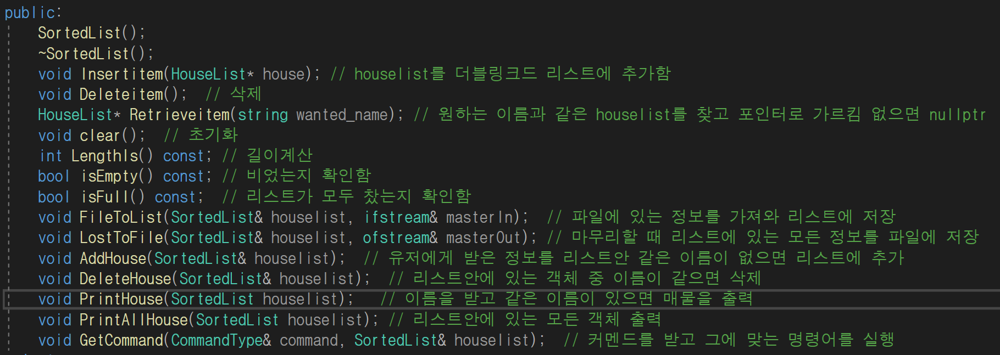 public:
SortedList();
~SortedList();
void Insertitem(HouseList* house); // houselist를 더블링크드 리스트에 추가함
void Deleteitem();  // 삭제
HouseList* Retrieveitem(string wanted_name); // 원하는 이름과 같은 houselist를 찾고 포인터로 가르킴 없으면 nullptr
void clear();  // 초기화
int LengthIs() const; // 길이계산
bool isEmpty() const; // 비었는지 확인함
bool isFull() const;  // 리스트가 모두 찼는지 확인함
void FileToList(SortedList& houselist, ifstream& masterIn);  // 파일에 있는 정보를 가져와 리스트에 저장
void LostToFile(SortedList& houselist, ofstream& masterOut); // 마무리할 때 리스트에 있는 모든 정보를 파일에 저장
void AddHouse(SortedList& houselist);  // 유저에게 받은 정보를 리스트안 같은 이름이 없으면 리스트에 추가
void DeleteHouse(SortedList& houselist);  // 리스트안에 있는 객체 중 이름이 같으면 삭제
void PrintHouse(SortedList houselist);   // 이름을 받고 같은 이름이 있으면 매물을 출력
void PrintAllHouse(SortedList houselist); // 리스트안에 있는 모든 객체 출력
void GetCommand(CommandType& command, SortedList& houselist);  // 커멘드를 받고 그에 맞는 명령어를 실행